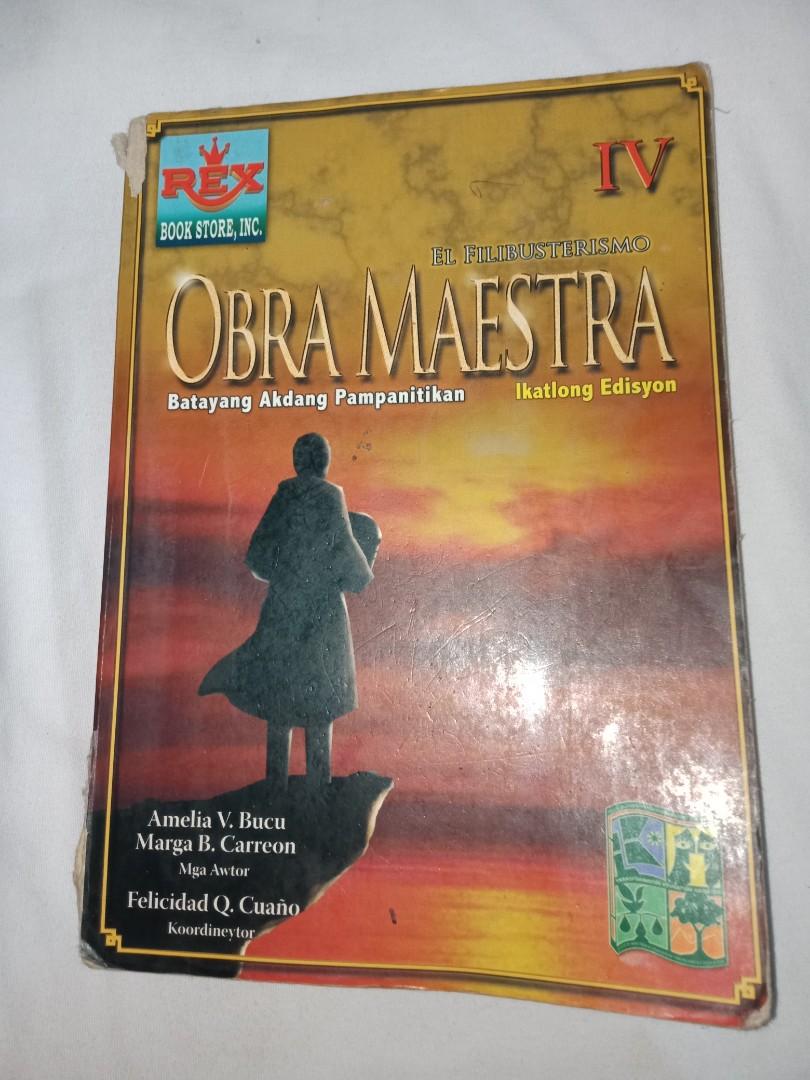 REX
BOOK STORE, INC.
IV
EL FILIBUSTERISMO
OBRA MAESTRA
Batayang Akdang Pampanitikan
Ikatlong Edisyon
Amelia V. Bucu
Marga B. Carreon
Mga Awtor
Felicidad Q. Cuaño
Koordineytor